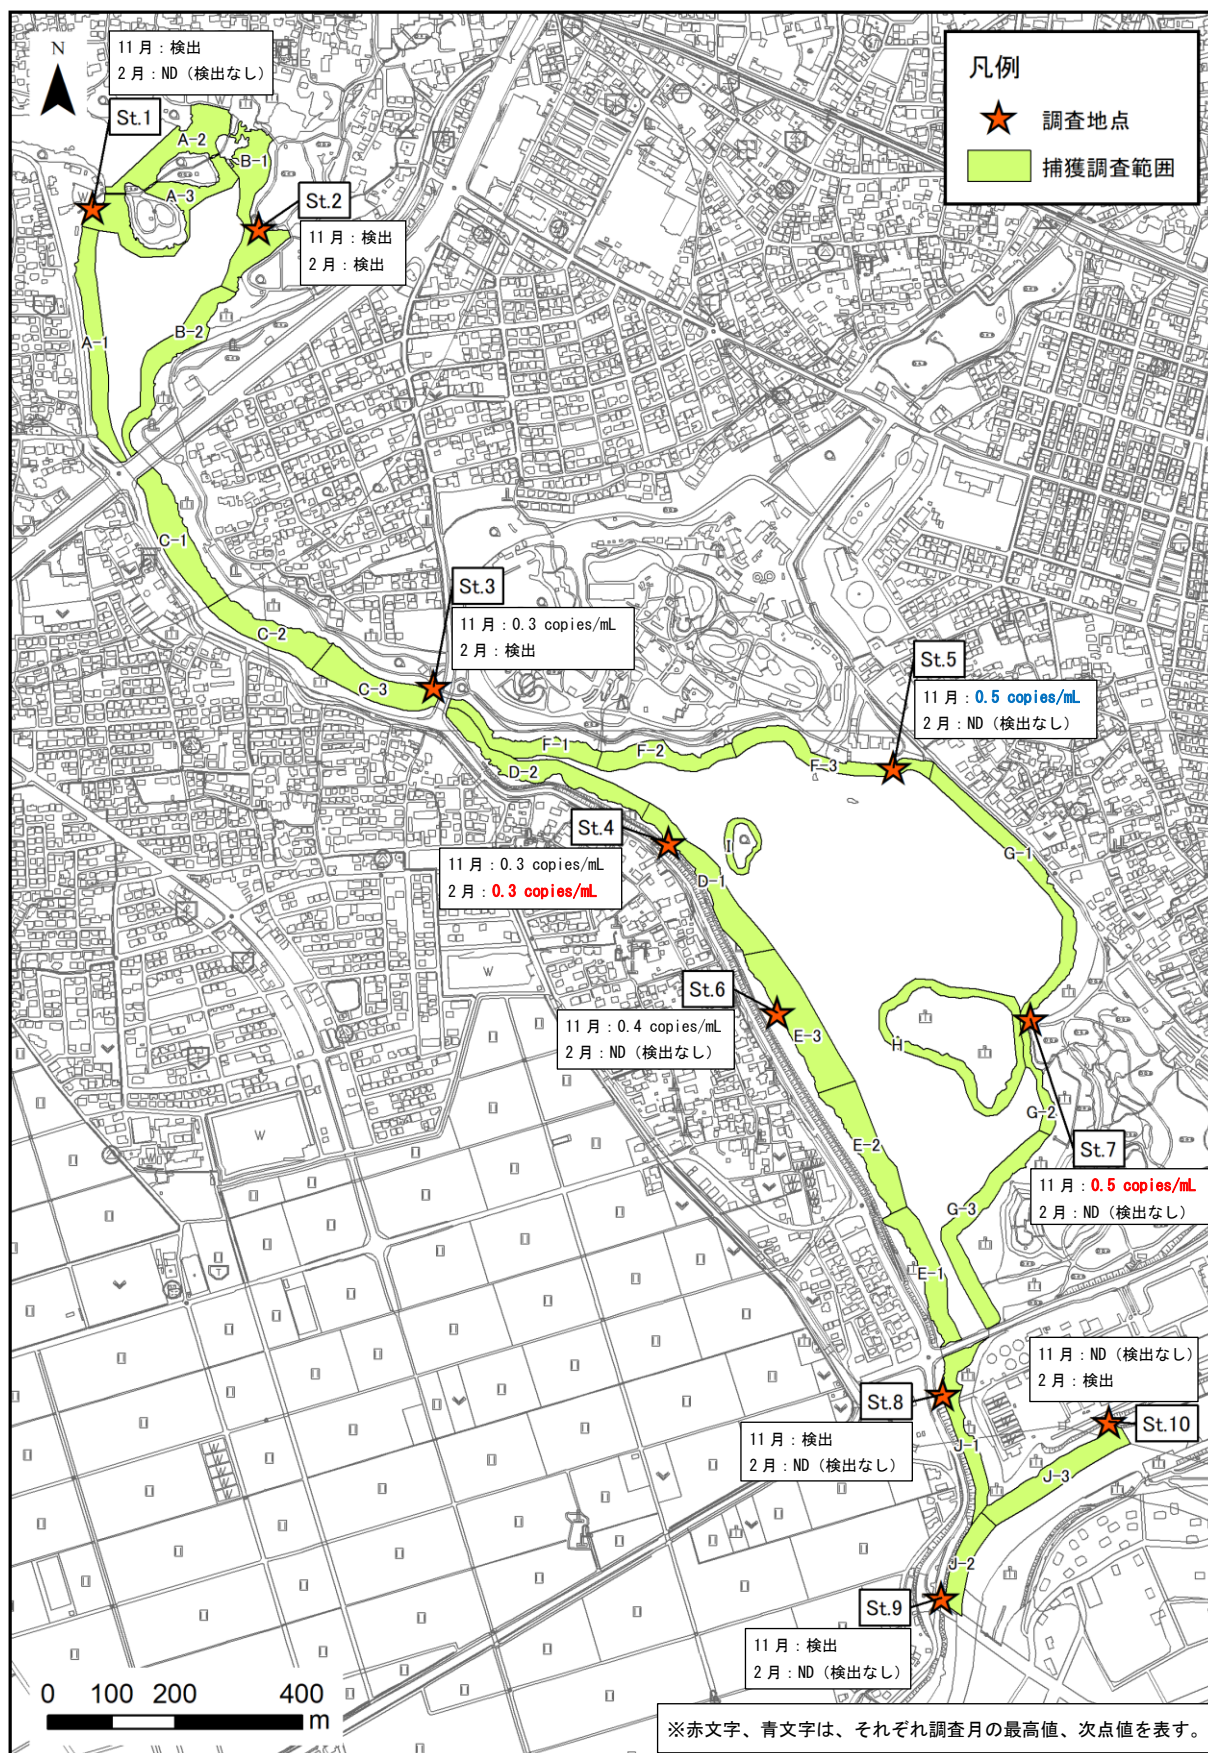 N
11月：検出
2月：ND（検出なし）
St.1
凡例
調査地点
捕獲調査範囲
A-2
B-1
A-3
St.2
11月：検出
2月：検出
A-1
B-2
C-1
C-2
C-3
St.3
11月：0.3 copies/mL
2月：検出
St.5
11月：0.5 copies/mL
2月：ND（検出なし）
F-1
F-2
F-3
D-2
St.4
11月：0.3 copies/mL
2月：0.3 copies/mL
I
D-1
G-1
W
St.6
11月：0.4 copies/mL
2月：ND（検出なし）
E-3
H
G-2
W
E-2
St.7
11月：0.5 copies/mL
2月：ND（検出なし）
G-3
E-1
11月：ND（検出なし）
2月：検出
St.8
St.10
11月：検出
2月：ND（検出なし）
J-1
J-3
J-2
St.9
11月：検出
2月：ND（検出なし）
0 100 200 400
m
※赤文字、青文字は、それぞれ調査月の最高値、次点値を表す。